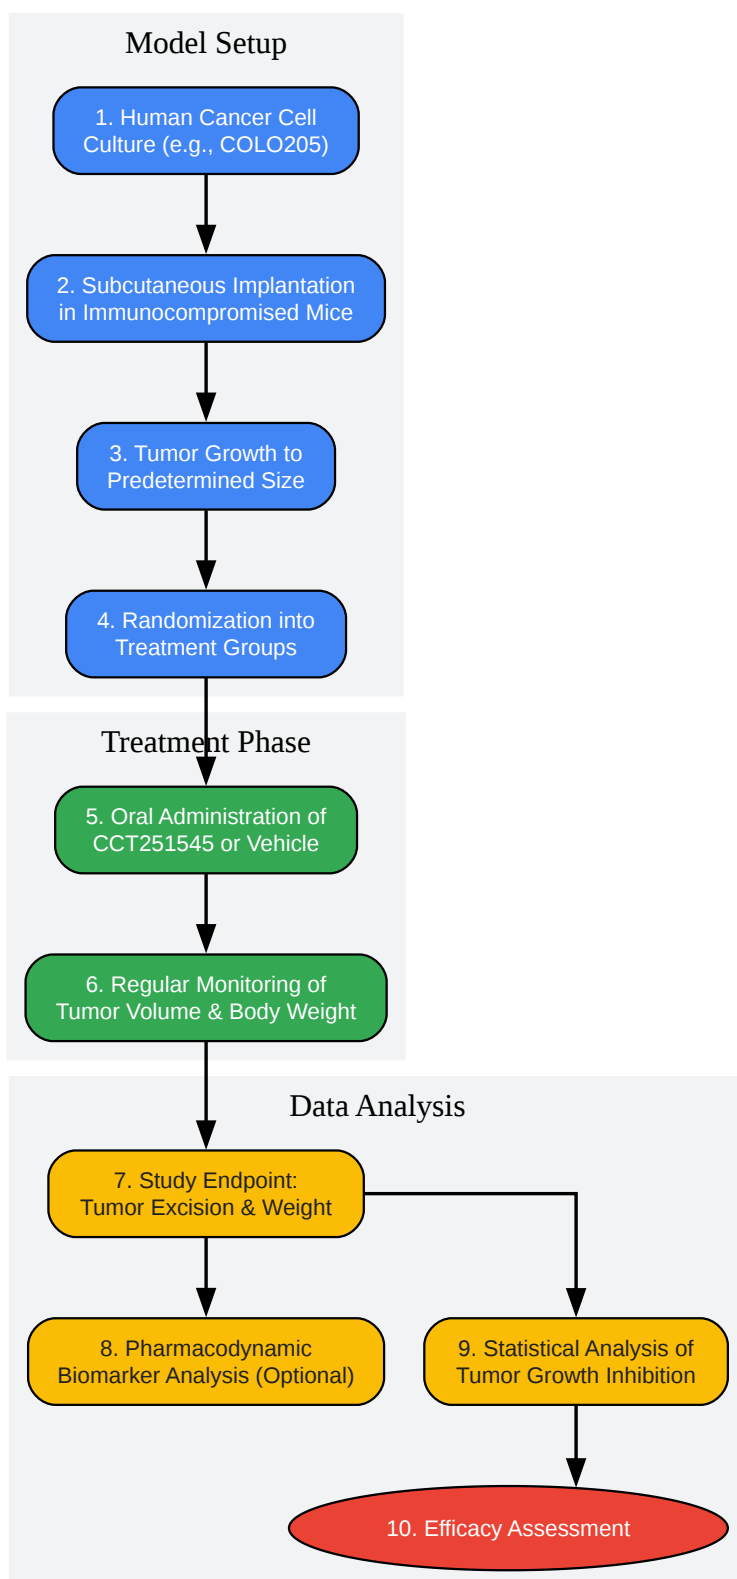 Model Setup
1. Human Cancer Cell
Culture (e.g., COLO205)
2. Subcutaneous Implantation
in Immunocompromised Mice
3. Tumor Growth to
Predetermined Size
4. Randomization into
Treatment Groups
Treatment Phase
5. Oral Administration of
CCT251545 or Vehicle
6. Regular Monitoring of
Tumor Volume & Body Weight
Data Analysis
7. Study Endpoint:
Tumor Excision & Weight
8. Pharmacodynamic
Biomarker Analysis (Optional)
9. Statistical Analysis of
Tumor Growth Inhibition
10. Efficacy Assessment